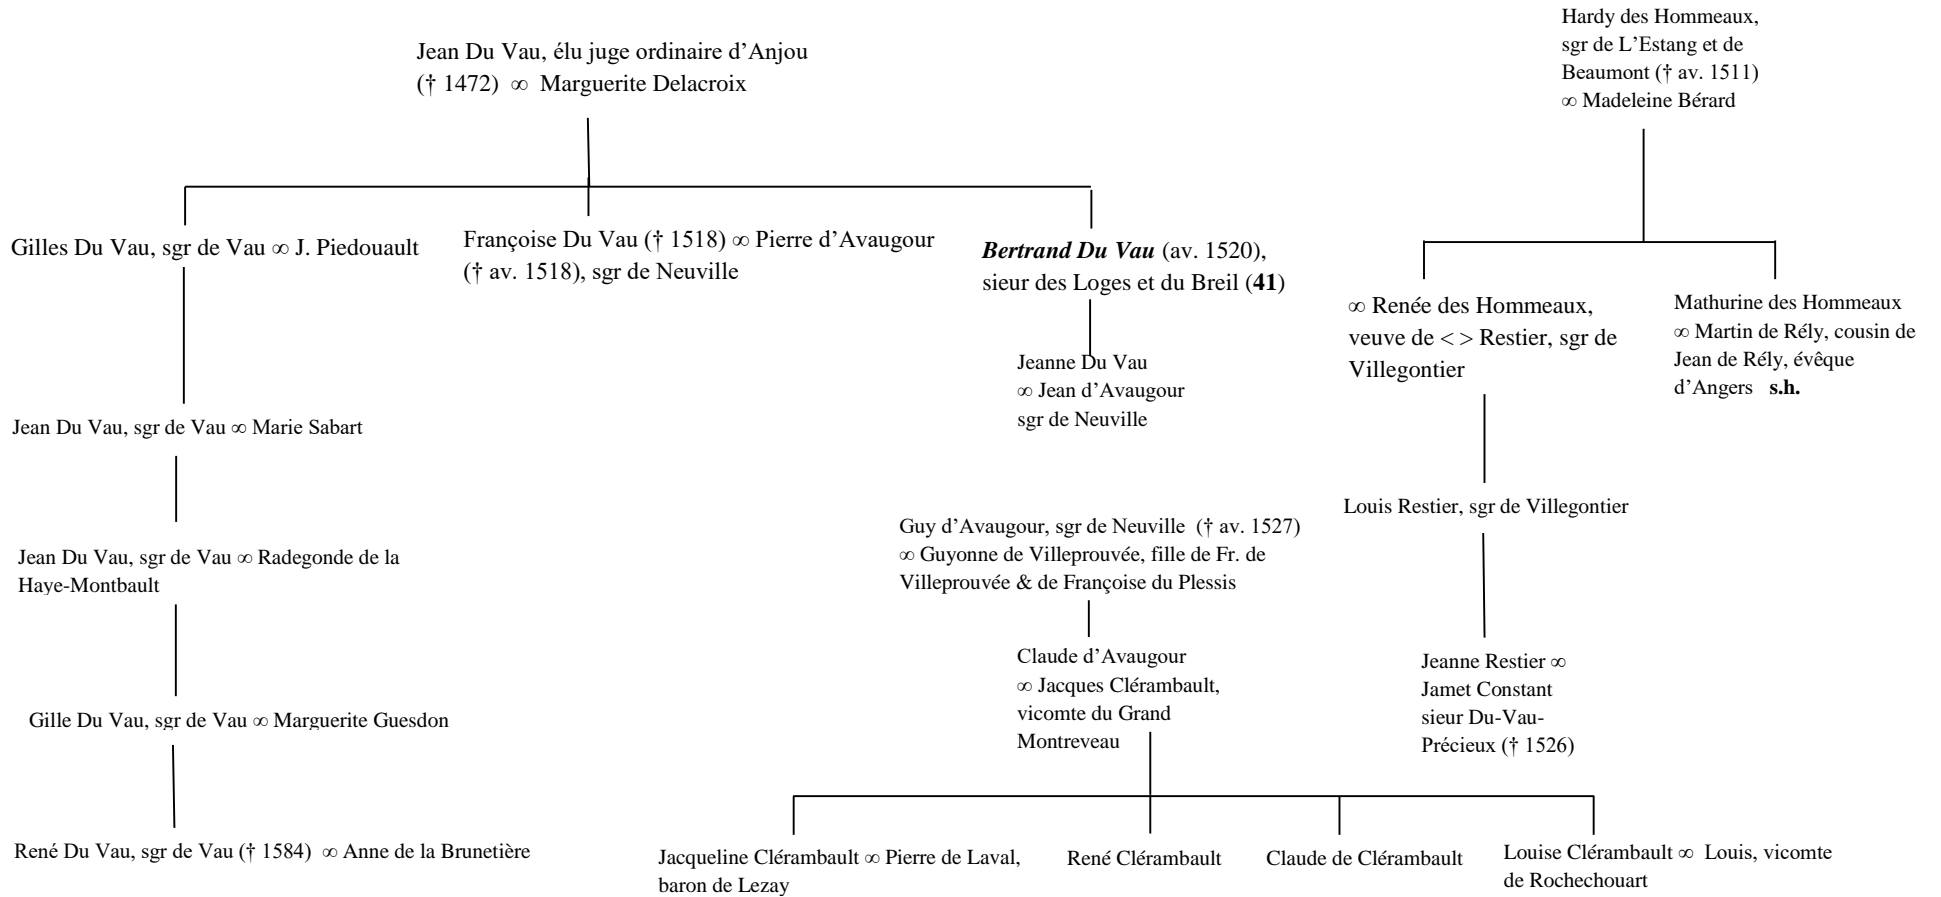 Hardy des Hommeaux,
sgr de L'Estang et de
Beaumont († av. 1511)
∞ Madeleine Bérard
Jean Du Vau, élu juge ordinaire d'Anjou
(† 1472) ∞ Marguerite Delacroix
Gilles Du Vau, sgr de Vau ∞ J. Piedouault
Françoise Du Vau († 1518) ∞ Pierre d'Avaugour
(† av. 1518), sgr de Neuville
Bertrand Du Vau (av. 1520),
sieur des Loges et du Breil (41)
∞ Renée des Hommeaux,
veuve de < > Restier, sgr de
Villegontier
Mathurine des Hommeaux
∞ Martin de Rély, cousin de
Jean de Rély, évêque
d'Angers s.h.
Jeanne Du Vau
∞ Jean d'Avaugour
sgr de Neuville
Jean Du Vau, sgr de Vau ∞ Marie Sabart
Louis Restier, sgr de Villegontier
Guy d'Avaugour, sgr de Neuville († av. 1527)
∞ Guyonne de Villeprouvée, fille de Fr. de
Villeprouvée & de Françoise du Plessis
Jean Du Vau, sgr de Vau ∞ Radegonde de la
Haye-Montbault
Claude d'Avaugour
∞ Jacques Clérambault,
vicomte du Grand
Montreveau
Jeanne Restier ∞
Jamet Constant
sieur Du-Vau-
Précieux († 1526)
Gille Du Vau, sgr de Vau ∞ Marguerite Guesdon
René Du Vau, sgr de Vau († 1584) ∞ Anne de la Brunetière
Jacqueline Clérambault ∞ Pierre de Laval,
baron de Lezay
René Clérambault
Claude de Clérambault
Louise Clérambault ∞ Louis, vicomte
de Rochechouart